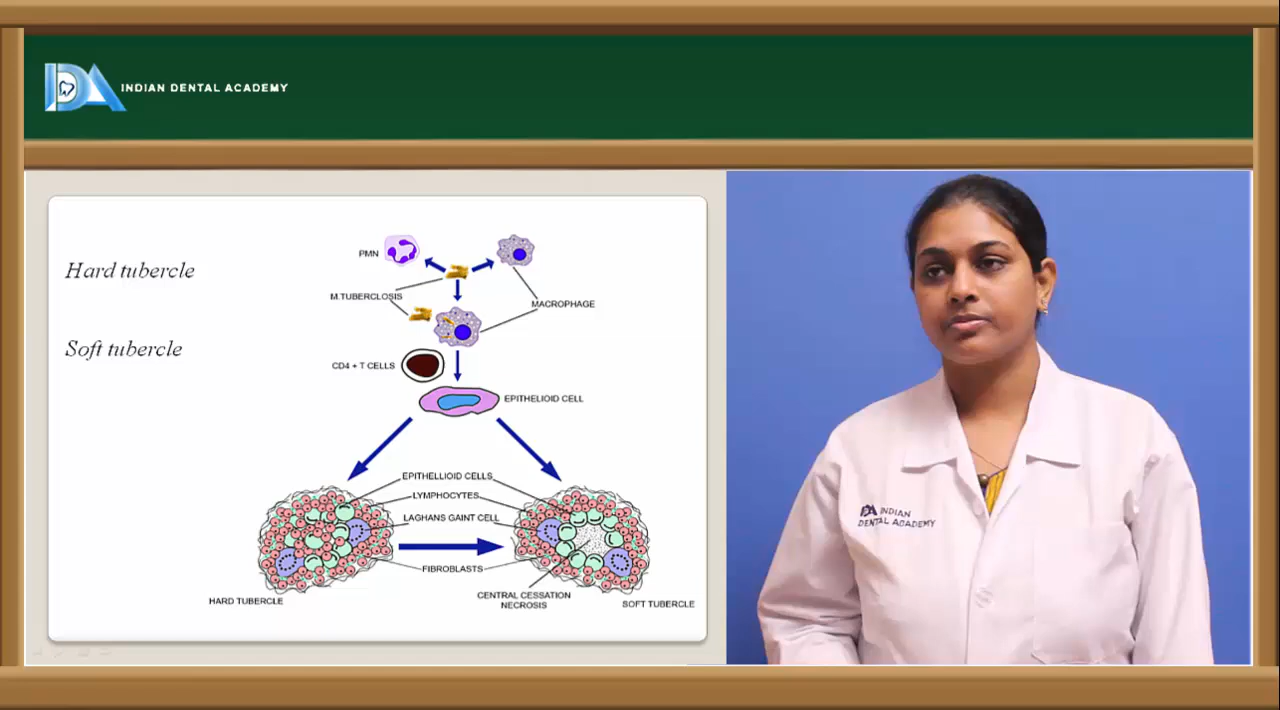 INDIAN DENTAL ACADEMY
Hard tubercle
Soft tubercle
PMN
M.TUBERCLOSIS
MACROPHAGE
CD4 + T CELLS
EPITHELIOID CELL
EPITHELLIOID CELLS
LYMPHOCYTES
LAGHANS GAINT CELL
FIBROBLASTS
CENTRAL CESSATION
NECROSIS
HARD TUBERCLE
SOFT TUBERCLE
INDIAN
DENTAL ACADEMY